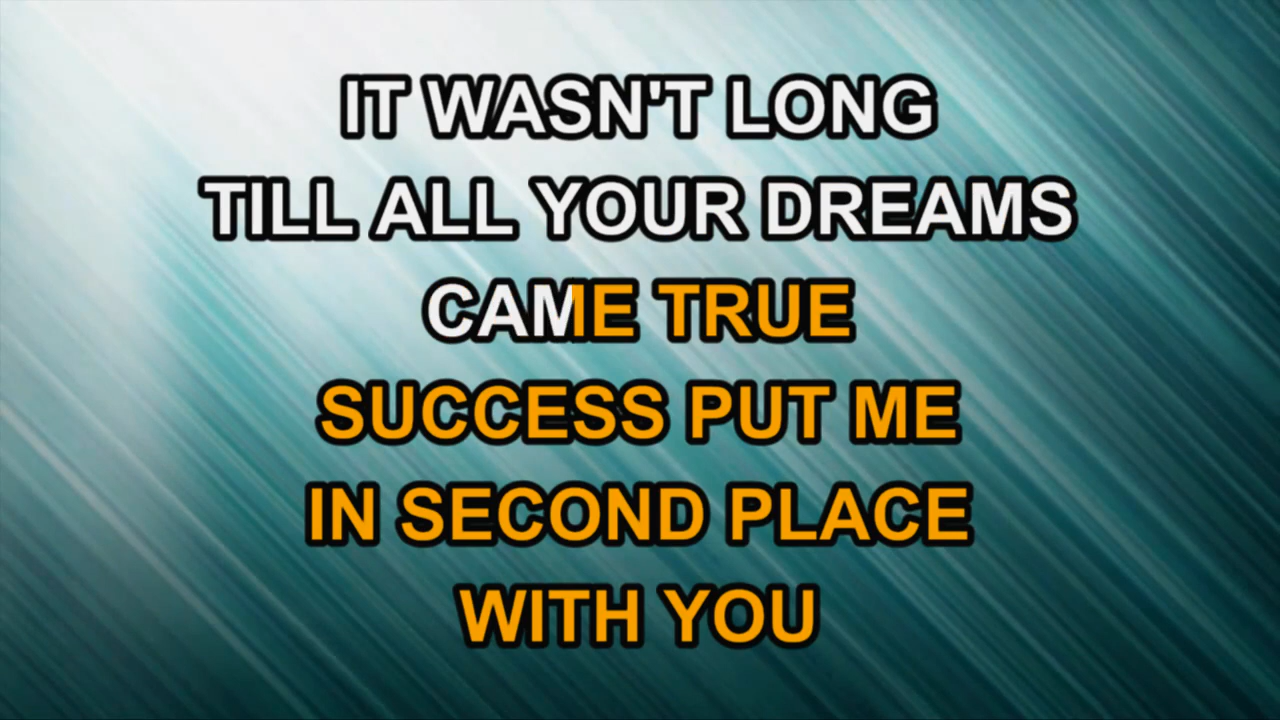 IT WASN'T LONG
TILL ALL YOUR DREAMS
CAME TRUE
SUCCESS PUT ME
IN SECOND PLACE
WITH YOU